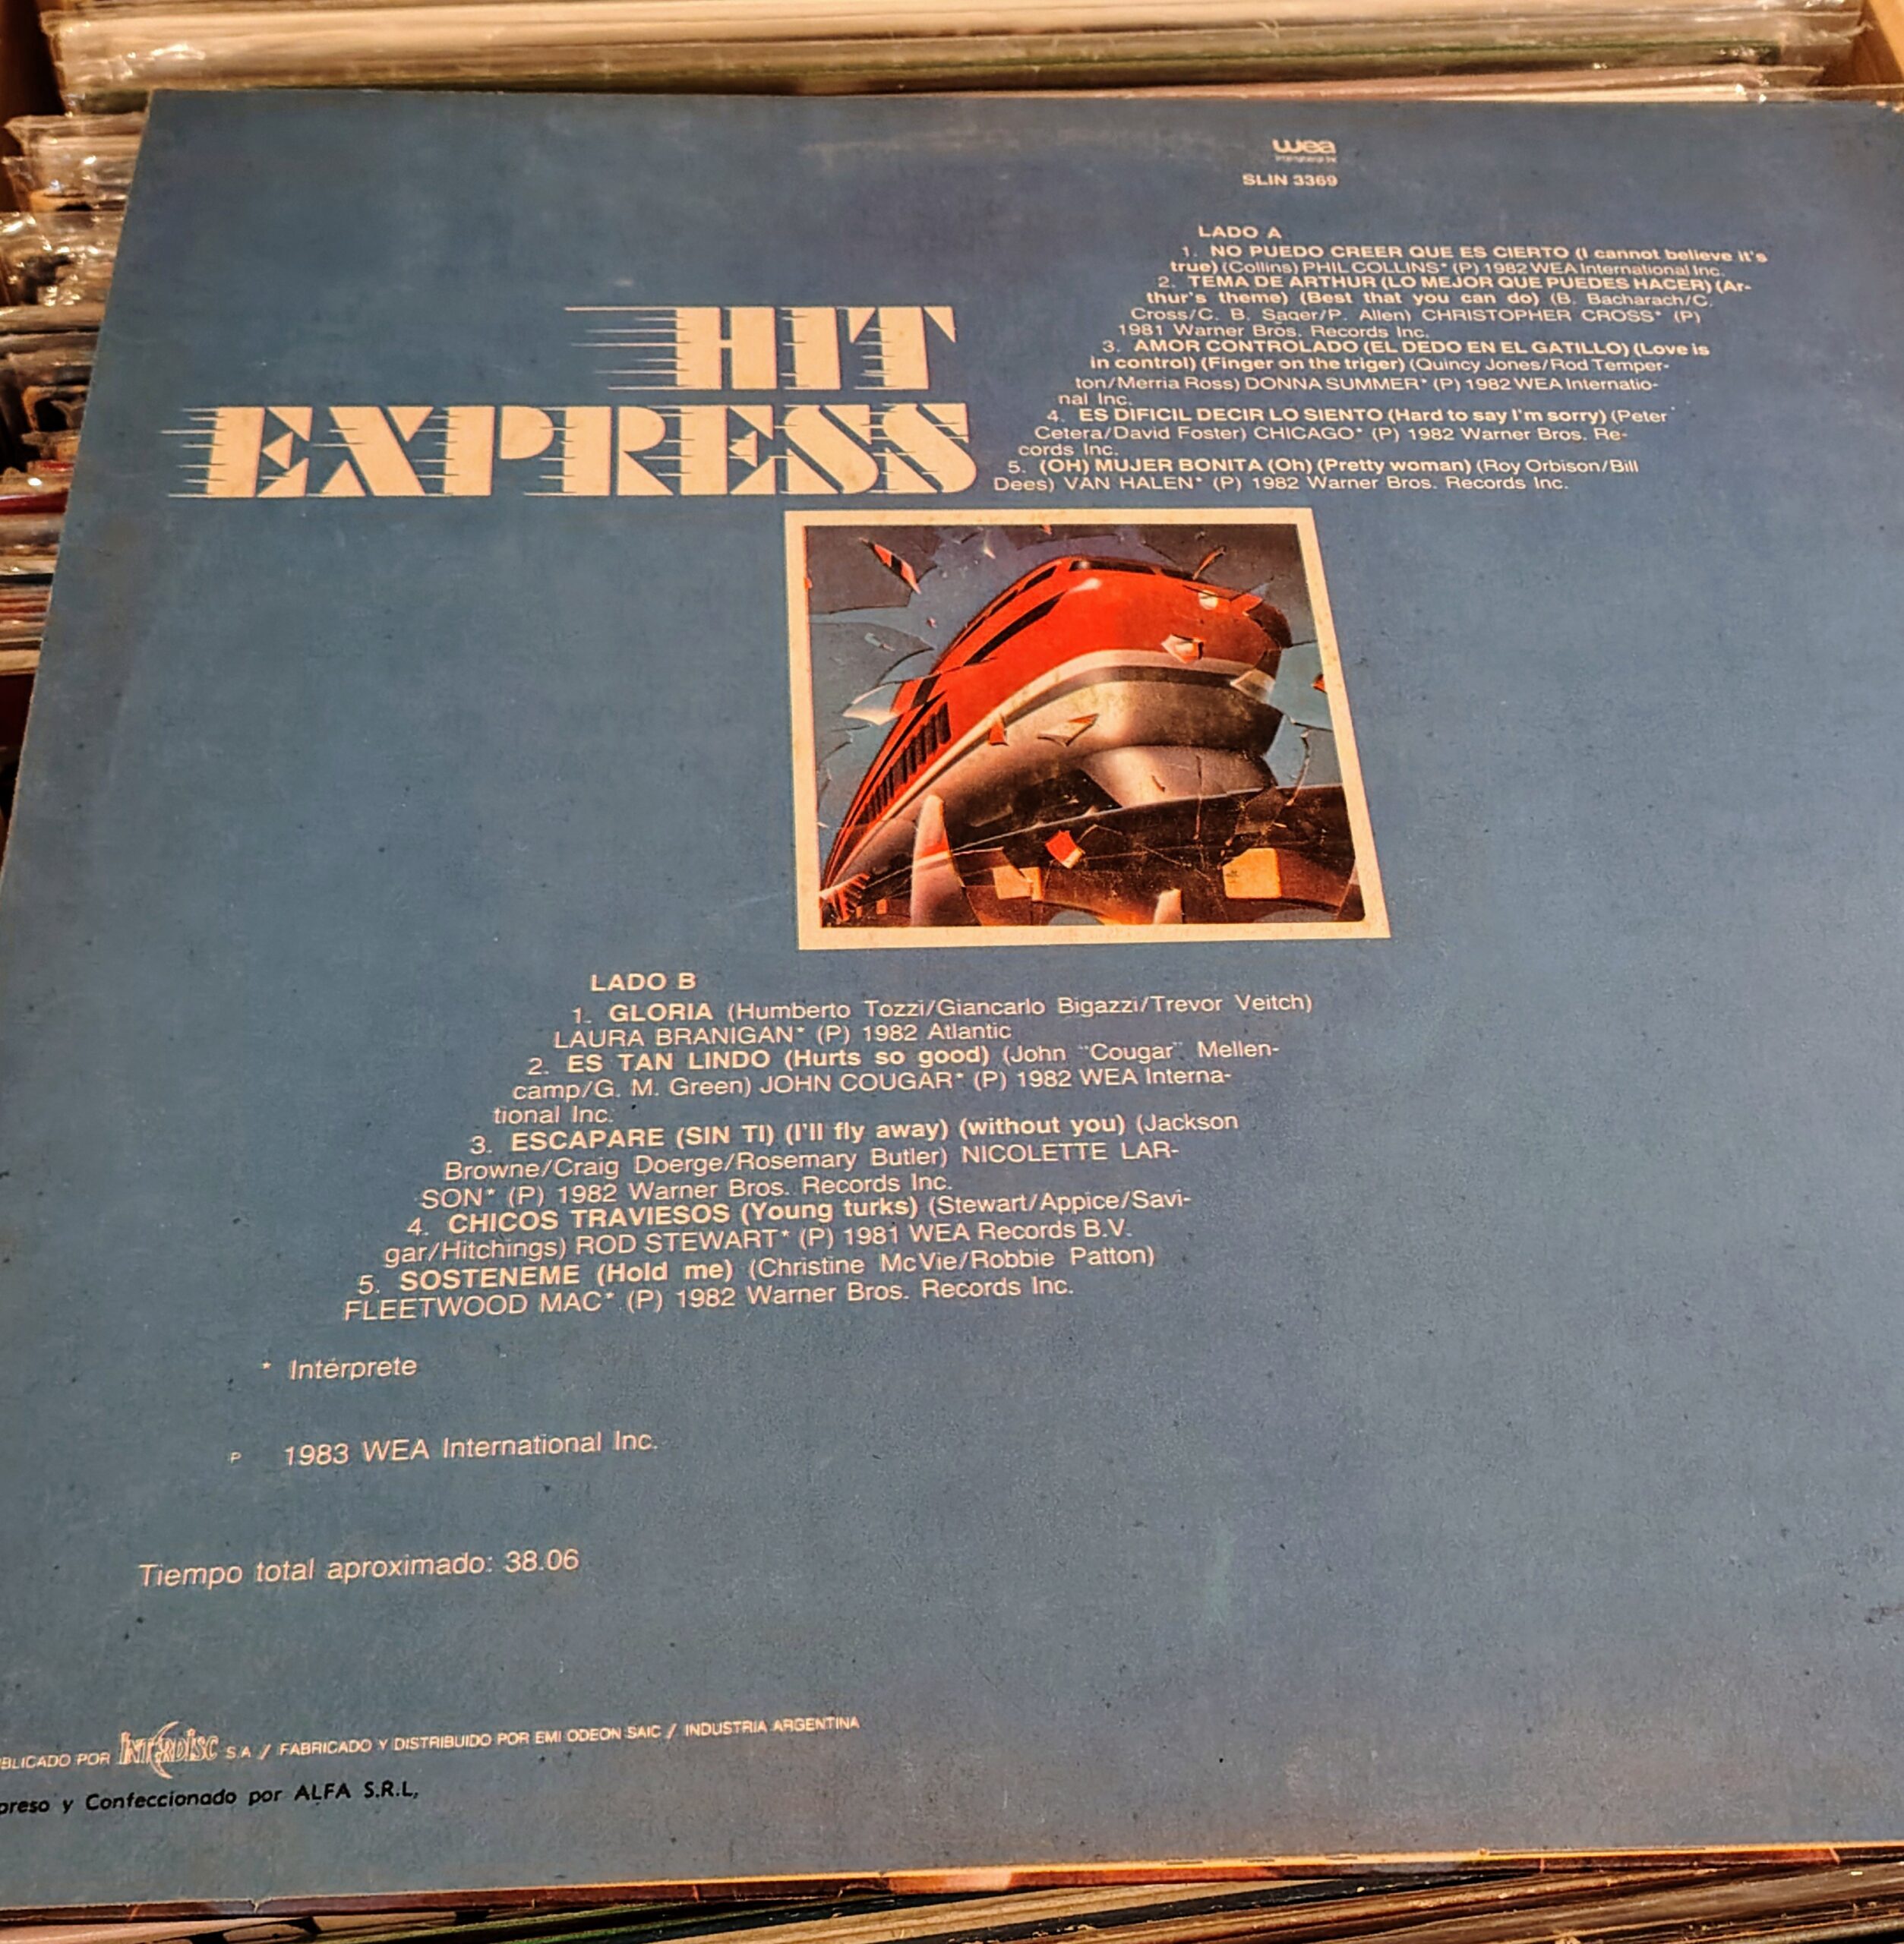 wea
SLIN 3369
HIT
EXPRESS
LADO A
1. NO PUEDO CREER QUE ES CIERTO (I cannot believe it's
true) (Collins) PHIL COLLINS* (P) 1982 WEA International Inc.
2. TEMA DE ARTHUR (LO MEJOR QUE PUEDES HACER) (Ar-
thur's theme) (Best that you can do) (B. Bacharach/C.
Cross/C. B. Sager/P. Allen) CHRISTOPHER CROSS* (P)
1981 Warner Bros. Records Inc.
3. AMOR CONTROLADO (EL DEDO EN EL GATILLO) (Love is
in control) (Finger on the triger) (Quincy Jones/Rod Temper-
ton/Merria Ross) DONNA SUMMER* (P) 1982 WEA Internatio-
nal Inc.
4. ES DIFICIL DECIR LO SIENTO (Hard to say I'm sorry) (Peter
Cetera/David Foster) CHICAGO* (P) 1982 Warner Bros. Re-
cords Inc.
5. (OH) MUJER BONITA (Oh) (Pretty woman) (Roy Orbison/Bill
Dees) VAN HALEN* (P) 1982 Warner Bros. Records Inc.
LADO B
1. GLORIA (Humberto Tozzi/Giancarlo Bigazzi/Trevor Veitch)
LAURA BRANIGAN* (P) 1982 Atlantic
2. ES TAN LINDO (Hurts so good) (John "Cougar" Mellen-
camp/G. M. Green) JOHN COUGAR* (P) 1982 WEA Interna-
tional Inc.
3. ESCAPARE (SIN TI) (I'll fly away) (without you) (Jackson
Browne/Craig Doerge/Rosemary Butler) NICOLETTE LAR-
SON* (P) 1982 Warner Bros. Records Inc.
4. CHICOS TRAVIESOS (Young turks) (Stewart/Appice/Savi-
gar/Hitchings) ROD STEWART* (P) 1981 WEA Records B.V.
5. SOSTENEME (Hold me) (Christine McVie/Robbie Patton)
FLEETWOOD MAC* (P) 1982 Warner Bros. Records Inc.
* Intérprete
P 1983 WEA International Inc.
Tiempo total aproximado: 38.06
BLICADO POR INTERDISC S A / FABRICADO Y DISTRIBUIDO POR EMI ODEON SAIC / INDUSTRIA ARGENTINA
preso y Confeccionado por ALFA S.R.L,